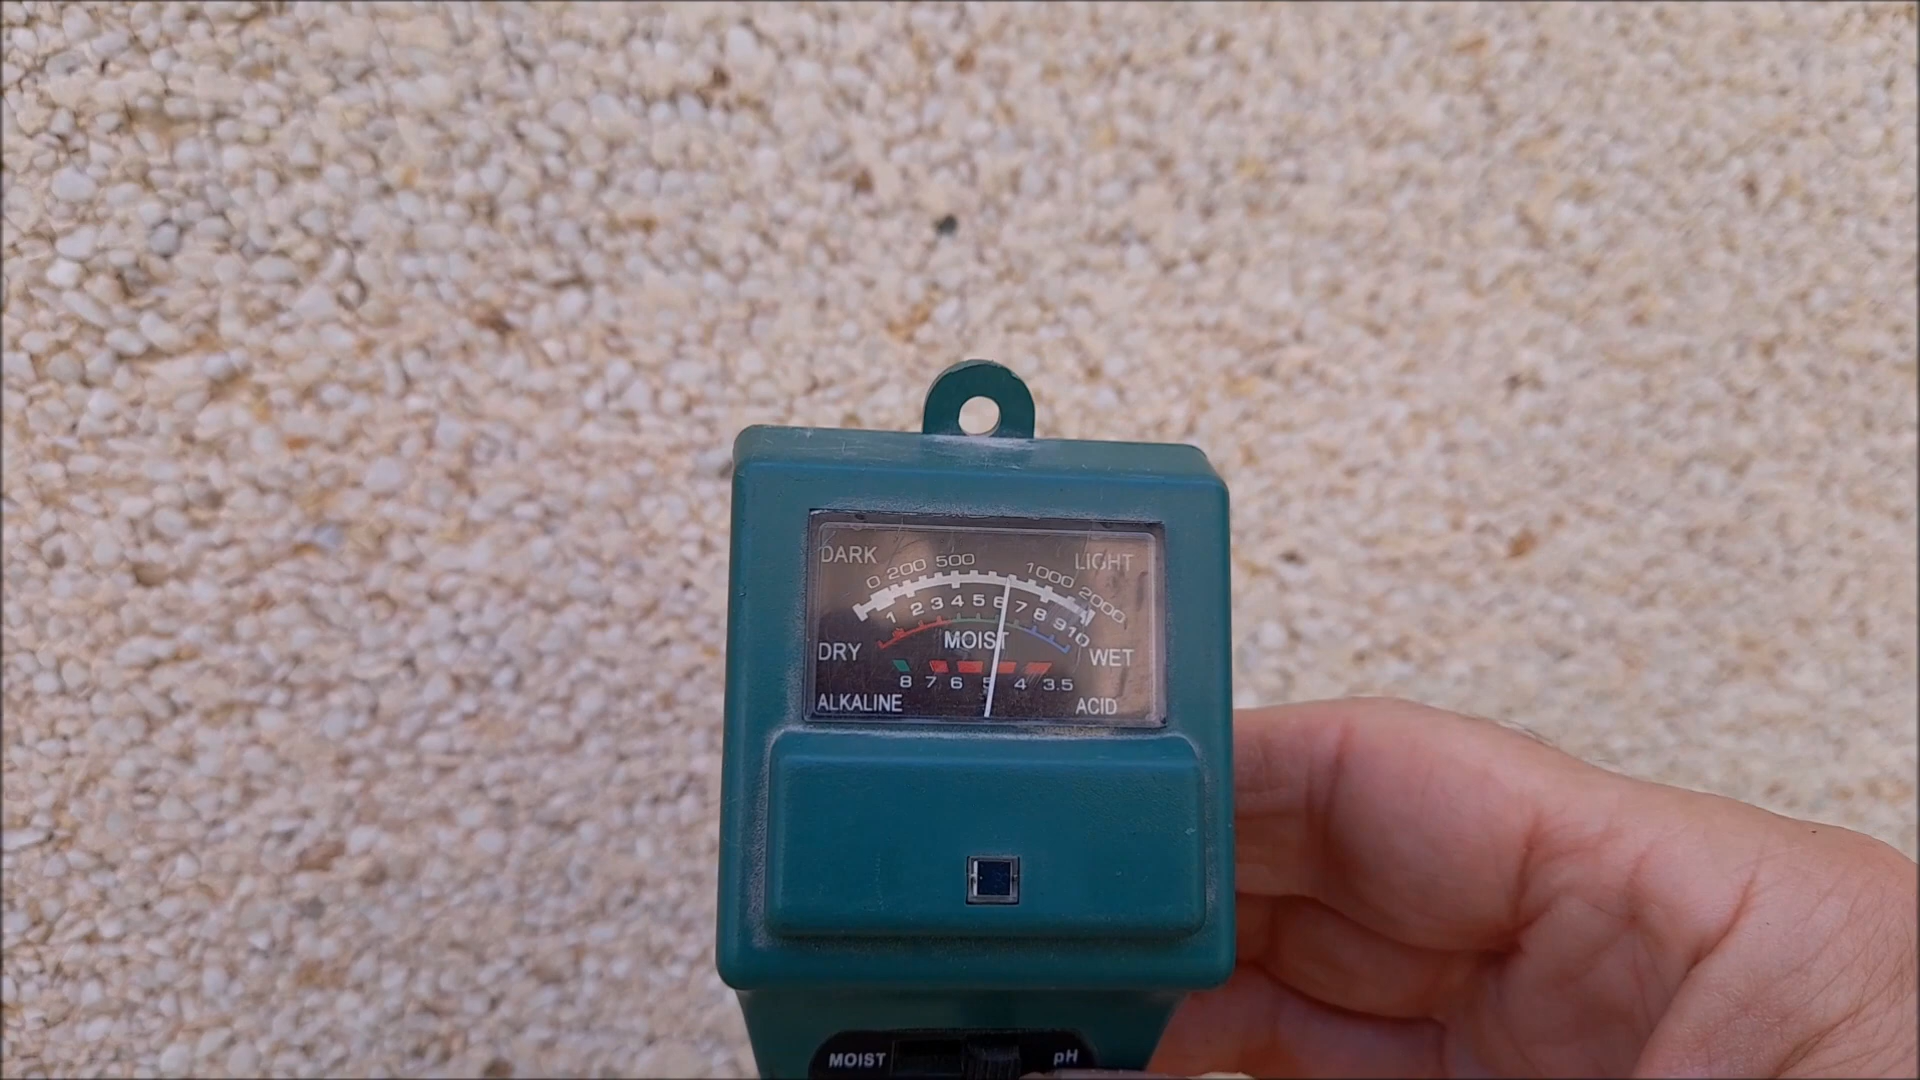 DARK LIGHT
0 200 500 1000 2000
1 2 3 4 5 6 7 8 9 10
DRY MOIST WET
8 7 6 5 4 3.5
ALKALINE ACID
MOIST pH